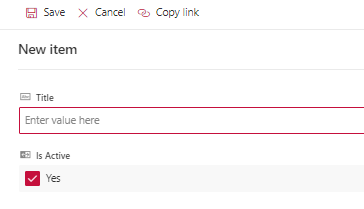 Save Cancel Copy link
New item
Title
Enter value here
Is Active
Yes